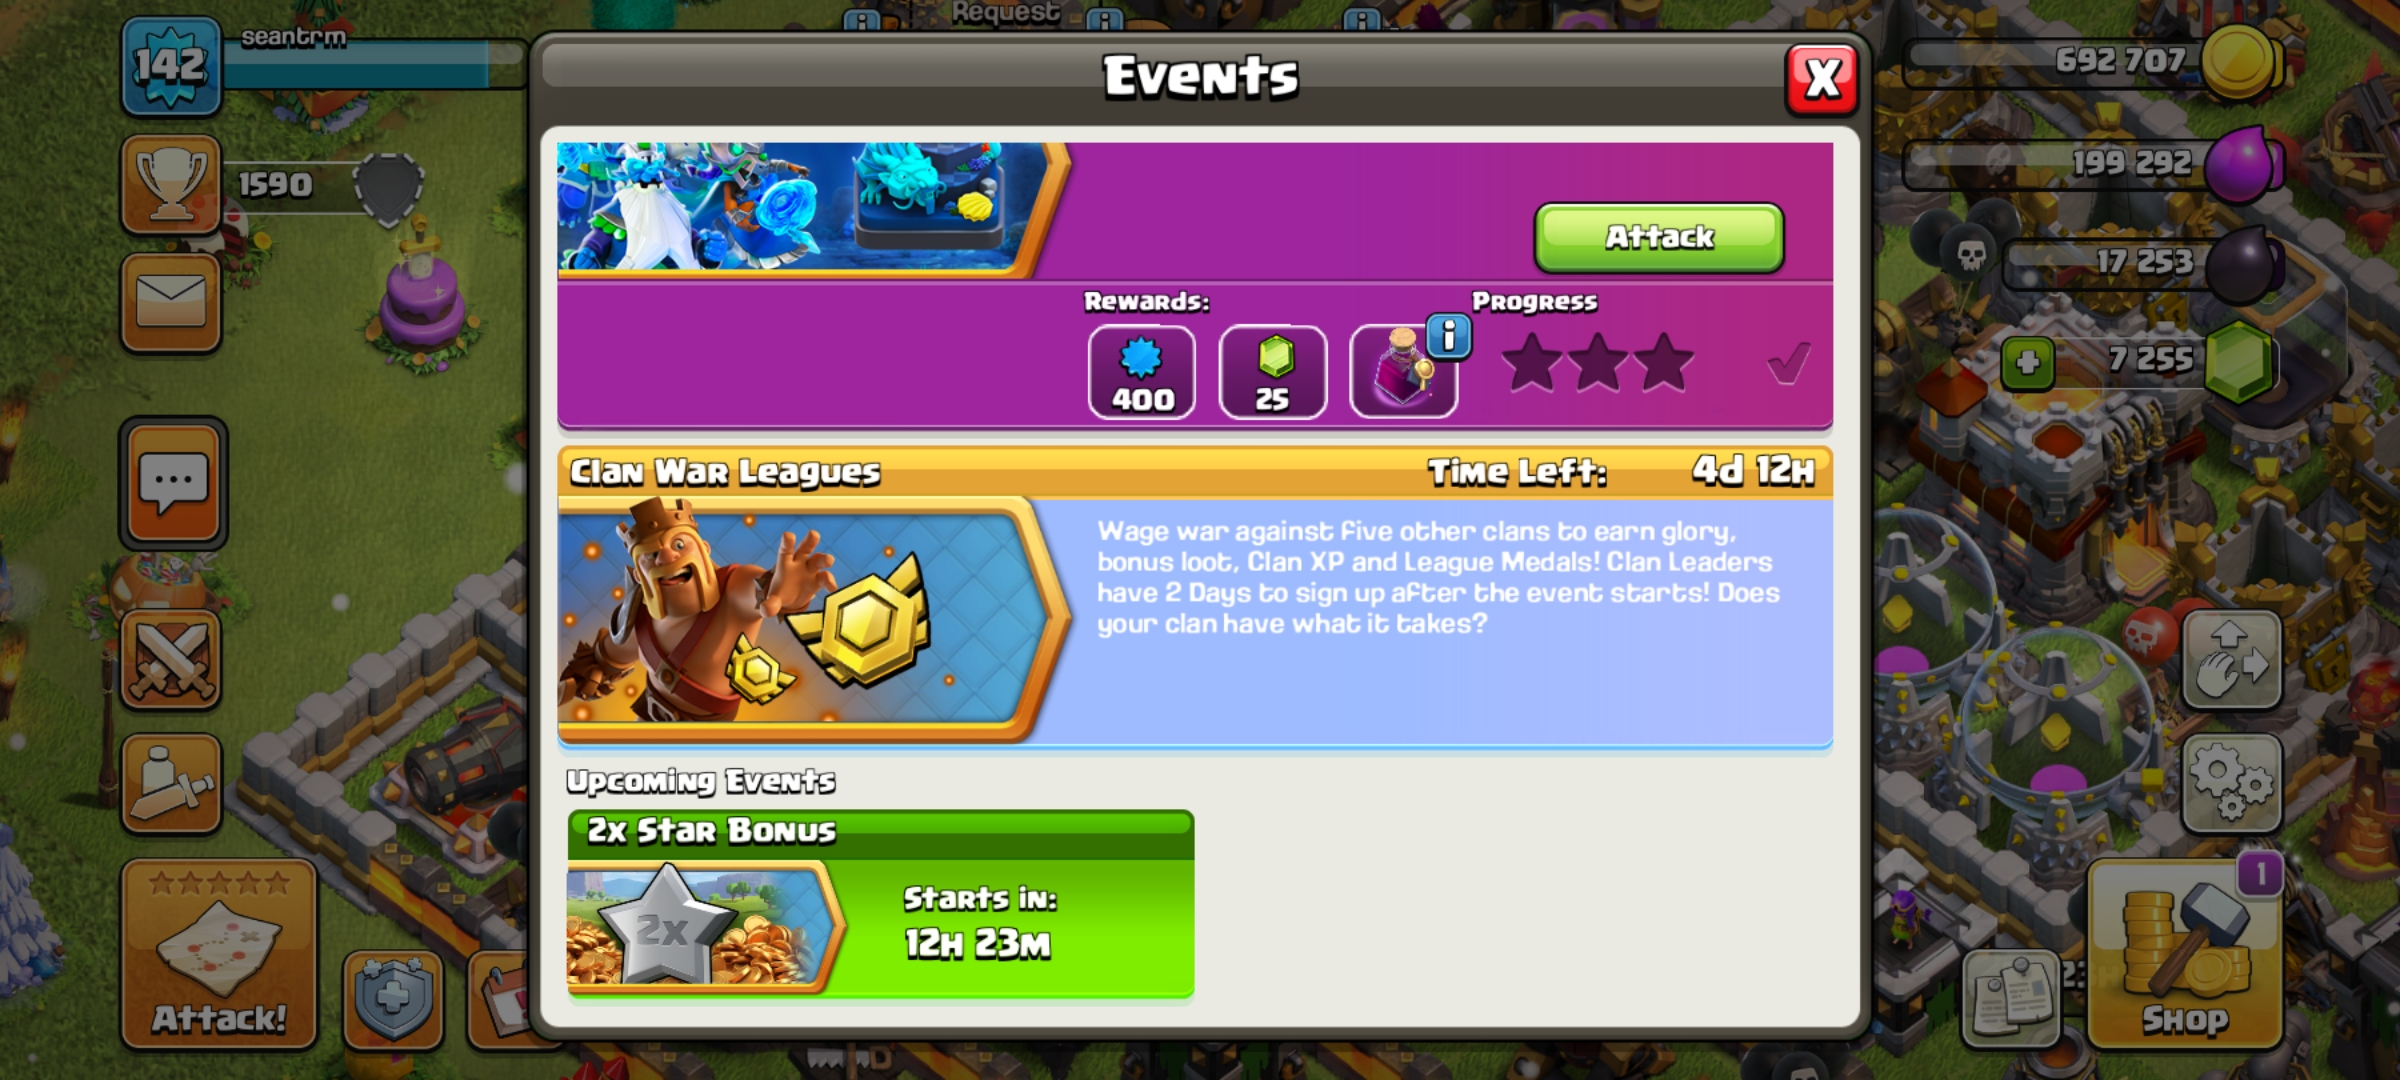 Request
142
seantrm
Events
X
692 707
1590
199 292
Attack
17 253
Rewards:
Progress
i
7 255
400
25
Clan War Leagues
Time Left:
4d 12H
Wage war against five other clans to earn glory,
bonus loot, Clan XP and League Medals! Clan Leaders
have 2 Days to sign up after the event starts! Does
your clan have what it takes?
Upcoming Events
2x Star Bonus
2x
Starts in:
12H 23M
1
Attack!
Shop